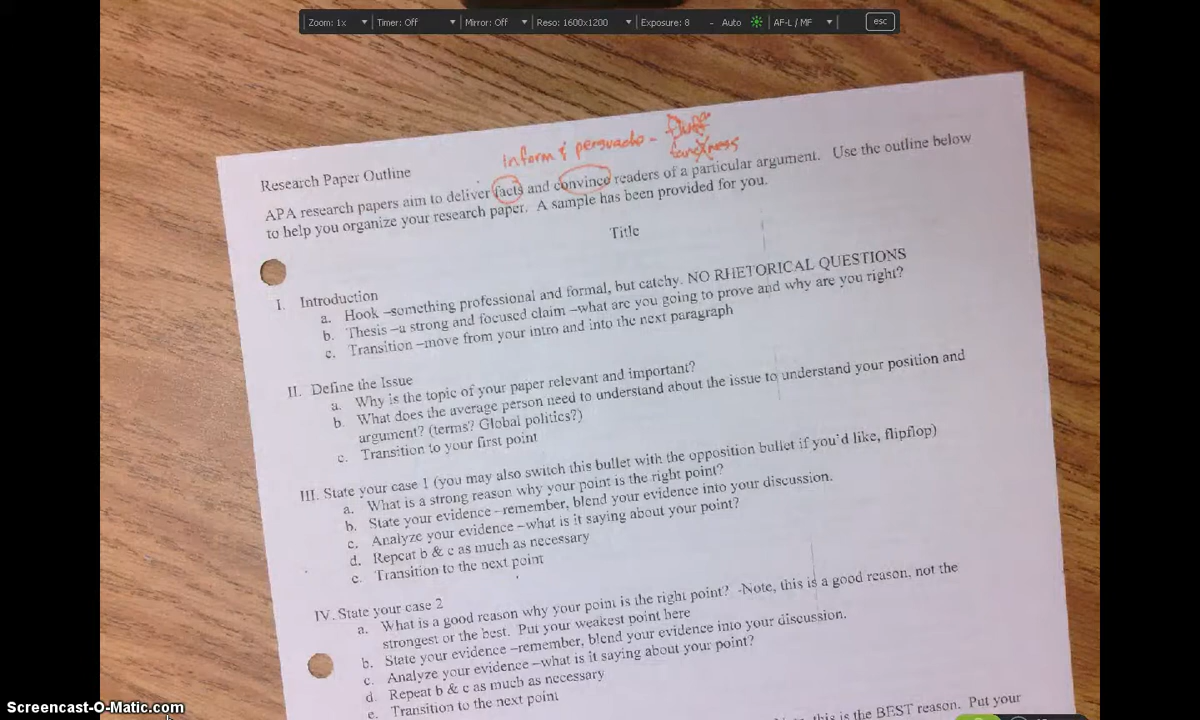 Zoom: 1x Timer: Off Mirror: Off Reso: 1600x1200 Exposure: 8 - Auto AF-L / MF esc
inform & persuade - fluff
Research Paper Outline
APA research papers aim to deliver facts and convince readers of a particular argument. Use the outline below
to help you organize your research paper. A sample has been provided for you.
Title
I. Introduction
a. Hook –something professional and formal, but catchy. NO RHETORICAL QUESTIONS
b. Thesis –a strong and focused claim –what are you going to prove and why are you right?
c. Transition –move from your intro and into the next paragraph
II. Define the Issue
a. Why is the topic of your paper relevant and important?
b. What does the average person need to understand about the issue to understand your position and
argument? (terms? Global politics?)
c. Transition to your first point
III. State your case 1 (you may also switch this bullet with the opposition bullet if you'd like, flipflop)
a. What is a strong reason why your point is the right point?
b. State your evidence –remember, blend your evidence into your discussion.
c. Analyze your evidence –what is it saying about your point?
d. Repeat b & c as much as necessary
e. Transition to the next point
IV. State your case 2
a. What is a good reason why your point is the right point? -Note, this is a good reason, not the
strongest or the best. Put your weakest point here
b. State your evidence –remember, blend your evidence into your discussion.
c. Analyze your evidence –what is it saying about your point?
d. Repeat b & c as much as necessary
e. Transition to the next point
this is the BEST reason. Put your
Screencast-O-Matic.com